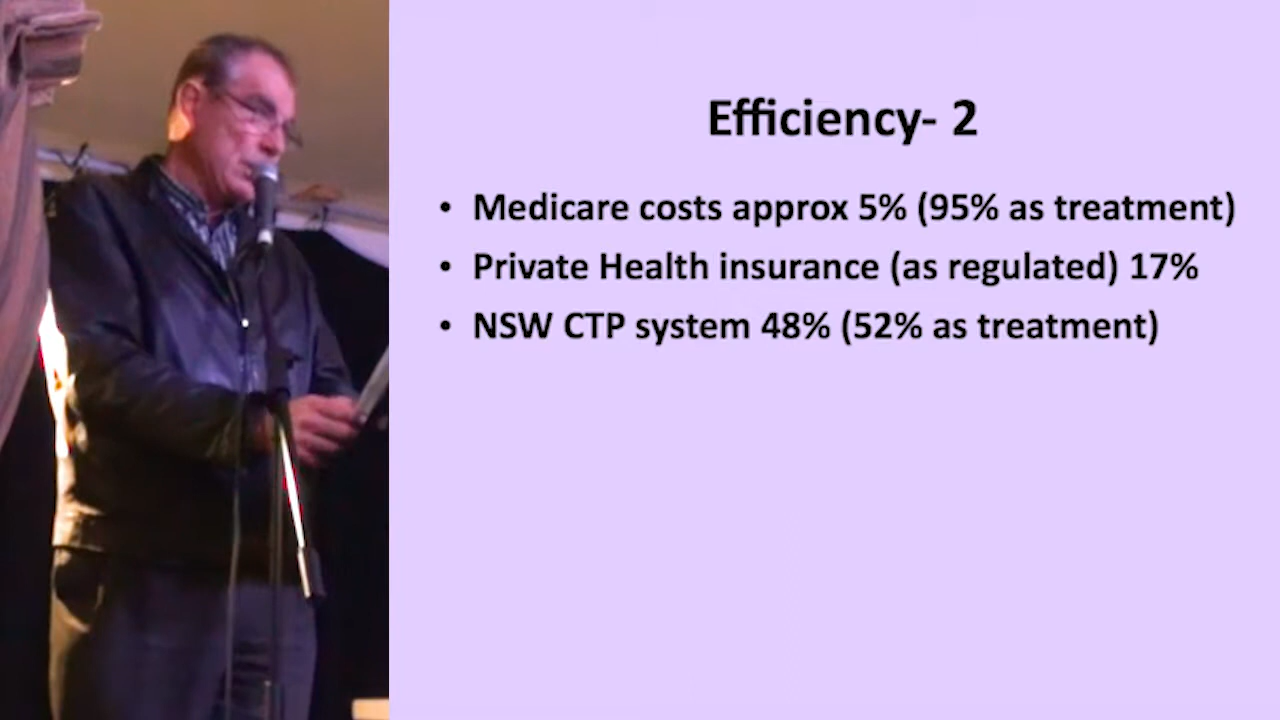 Efficiency- 2
• Medicare costs approx 5% (95% as treatment)
• Private Health insurance (as regulated) 17%
• NSW CTP system 48% (52% as treatment)